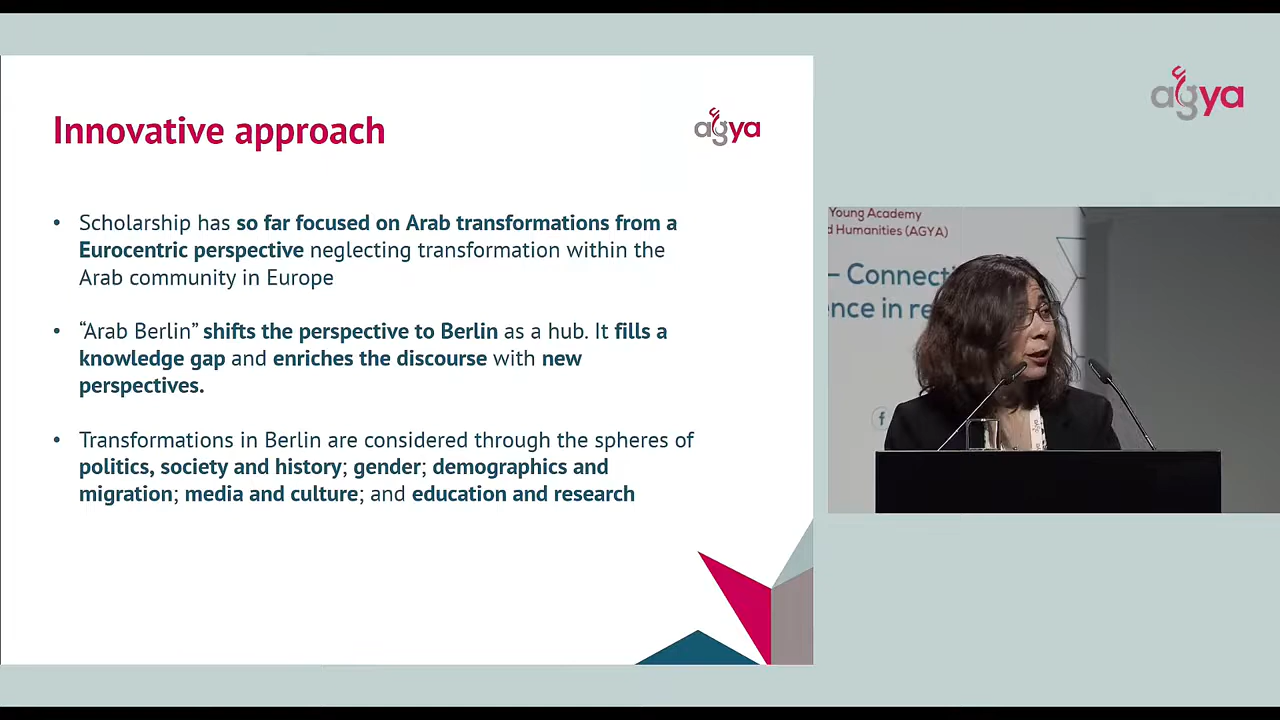 Innovative approach
agya
• Scholarship has so far focused on Arab transformations from a
Eurocentric perspective neglecting transformation within the
Arab community in Europe
• “Arab Berlin” shifts the perspective to Berlin as a hub. It fills a
knowledge gap and enriches the discourse with new
perspectives.
• Transformations in Berlin are considered through the spheres of
politics, society and history; gender; demographics and
migration; media and culture; and education and research
agya
Young Academy
d Humanities (AGYA)
– Connecti
ence in re
f